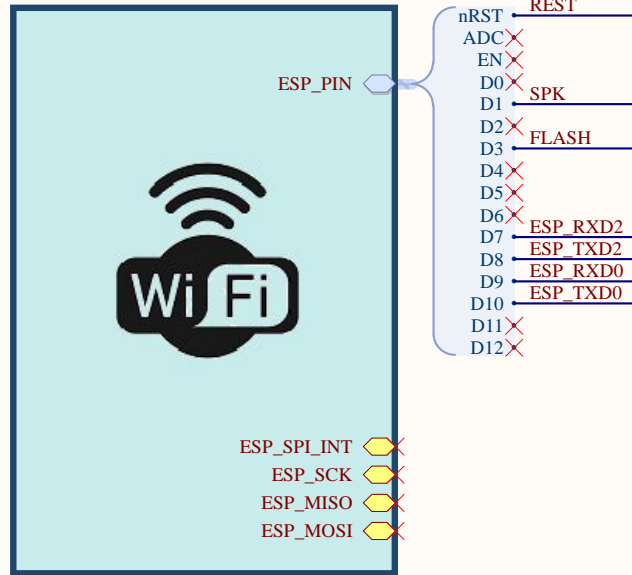 nRST REST
ADC
EN
ESP_PIN D0
D1 SPK
D2
D3 FLASH
D4
D5
D6
D7 ESP_RXD2
D8 ESP_TXD2
D9 ESP_RXD0
D10 ESP_TXD0
D11
D12
Wi Fi
ESP_SPI_INT
ESP_SCK
ESP_MISO
ESP_MOSI